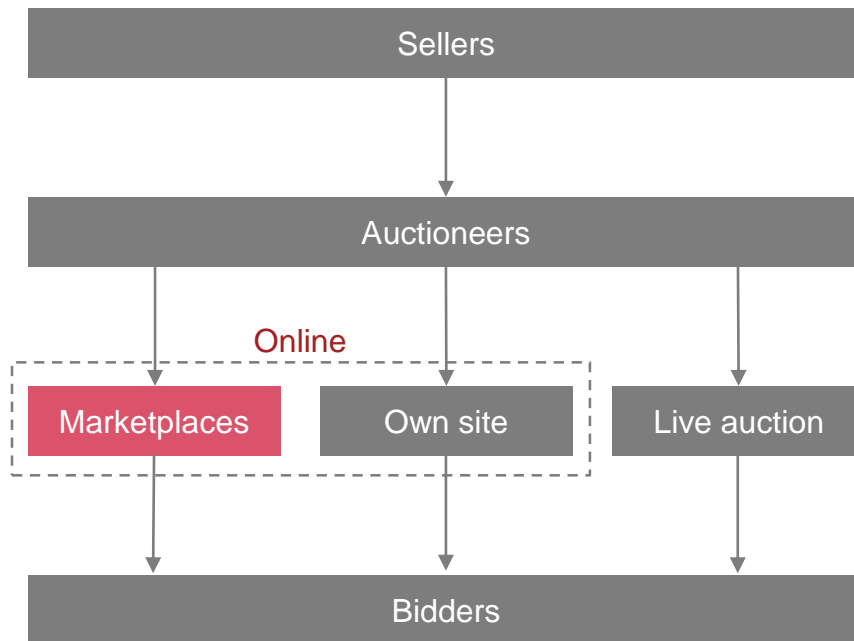 Sellers
Auctioneers
Online
Marketplaces
Own site
Live auction
Bidders